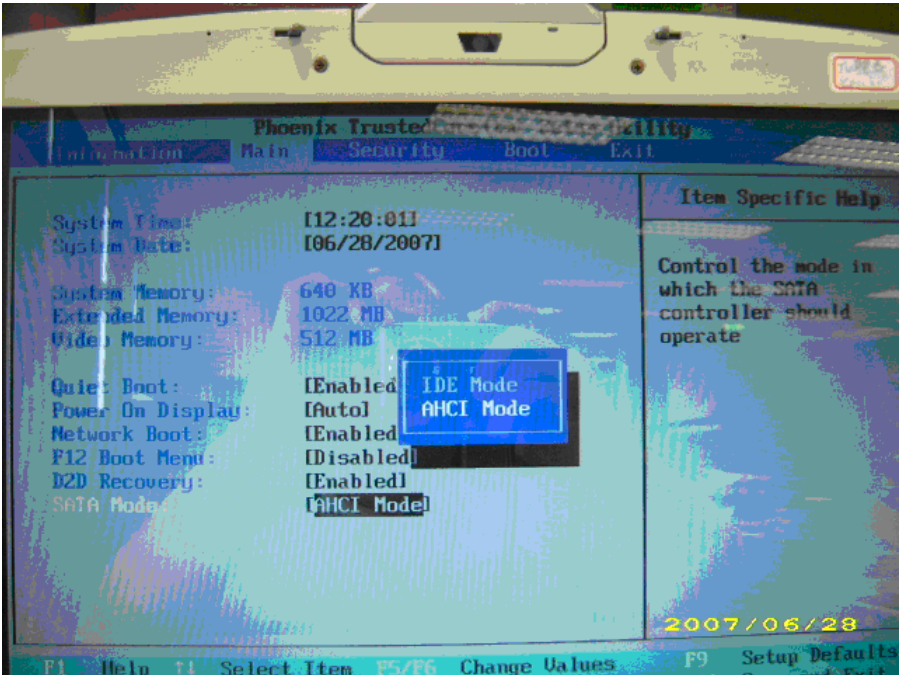 Phoenix Trusted
Information Main Security Boot Exit
Item Specific Help
System Time: [12:20:01]
System Date: [06/28/2007]
Control the mode in
which the SATA
controller should
operate
System Memory: 640 KB
Extended Memory: 1022 MB
Video Memory: 512 MB
IDE Mode
AHCI Mode
Quiet Boot: [Enabled
Power On Display: [Auto]
Network Boot: [Enabled
F12 Boot Menu: [Disabled]
D2D Recovery: [Enabled]
SATA Mode: [AHCI Mode]
2007/06/28
F1 Help ↑↓ Select Item F5/F6 Change Values F9 Setup Defaults